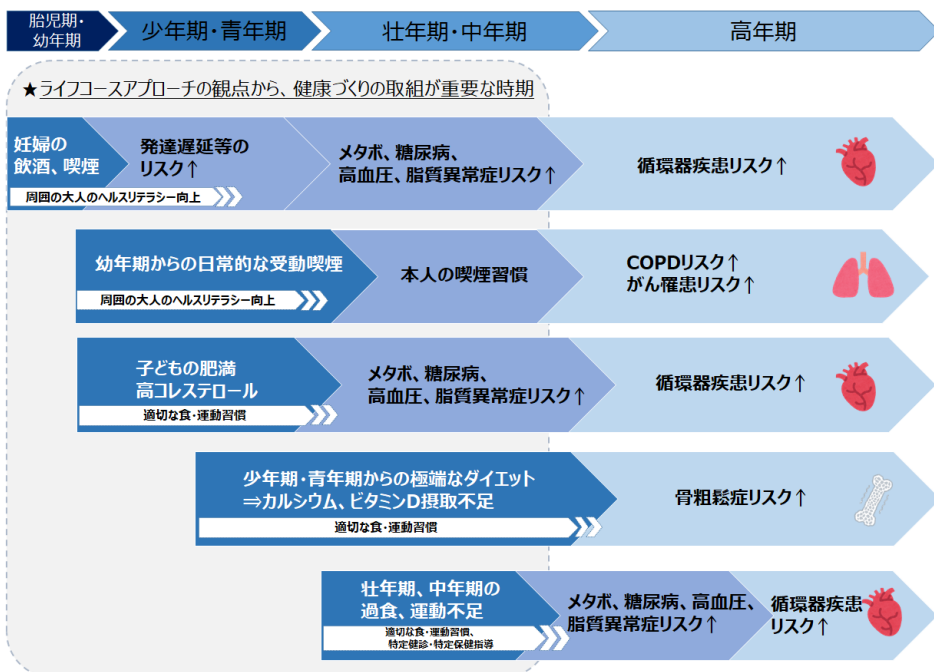 胎児期・
幼年期
少年期・青年期
壮年期・中年期
高年期
★ライフコースアプローチの観点から、健康づくりの取組が重要な時期
妊婦の
飲酒、喫煙
周囲の大人のヘルスリテラシー向上
発達遅延等の
リスク↑
メタボ、糖尿病、
高血圧、脂質異常症リスク↑
循環器疾患リスク↑
幼年期からの日常的な受動喫煙
周囲の大人のヘルスリテラシー向上
本人の喫煙習慣
COPDリスク↑
がん罹患リスク↑
子どもの肥満
高コレステロール
適切な食・運動習慣
メタボ、糖尿病、
高血圧、脂質異常症リスク↑
循環器疾患リスク↑
少年期・青年期からの極端なダイエット
⇒カルシウム、ビタミンD摂取不足
適切な食・運動習慣
骨粗鬆症リスク↑
壮年期、中年期の
過食、運動不足
適切な食・運動習慣、
特定健診・特定保健指導
メタボ、糖尿病、高血圧、
脂質異常症リスク↑
循環器疾患
リスク↑